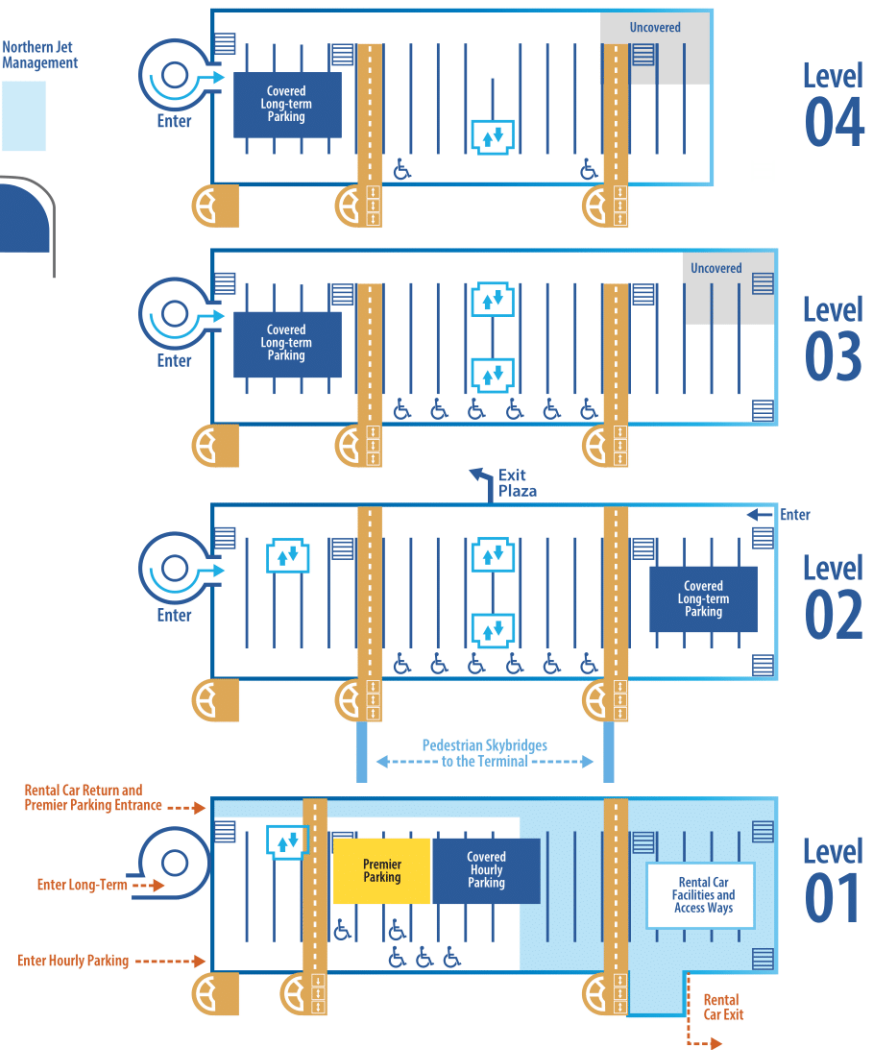 Northern Jet
Management
Uncovered
Covered
Long-term
Parking
Enter
Level
04
Uncovered
Covered
Long-term
Parking
Enter
Level
03
Exit
Plaza
Enter
Covered
Long-term
Parking
Enter
Level
02
Pedestrian Skybridges
to the Terminal
Rental Car Return and
Premier Parking Entrance
Premier
Parking
Covered
Hourly
Parking
Rental Car
Facilities and
Access Ways
Enter Long-Term
Level
01
Enter Hourly Parking
Rental
Car Exit